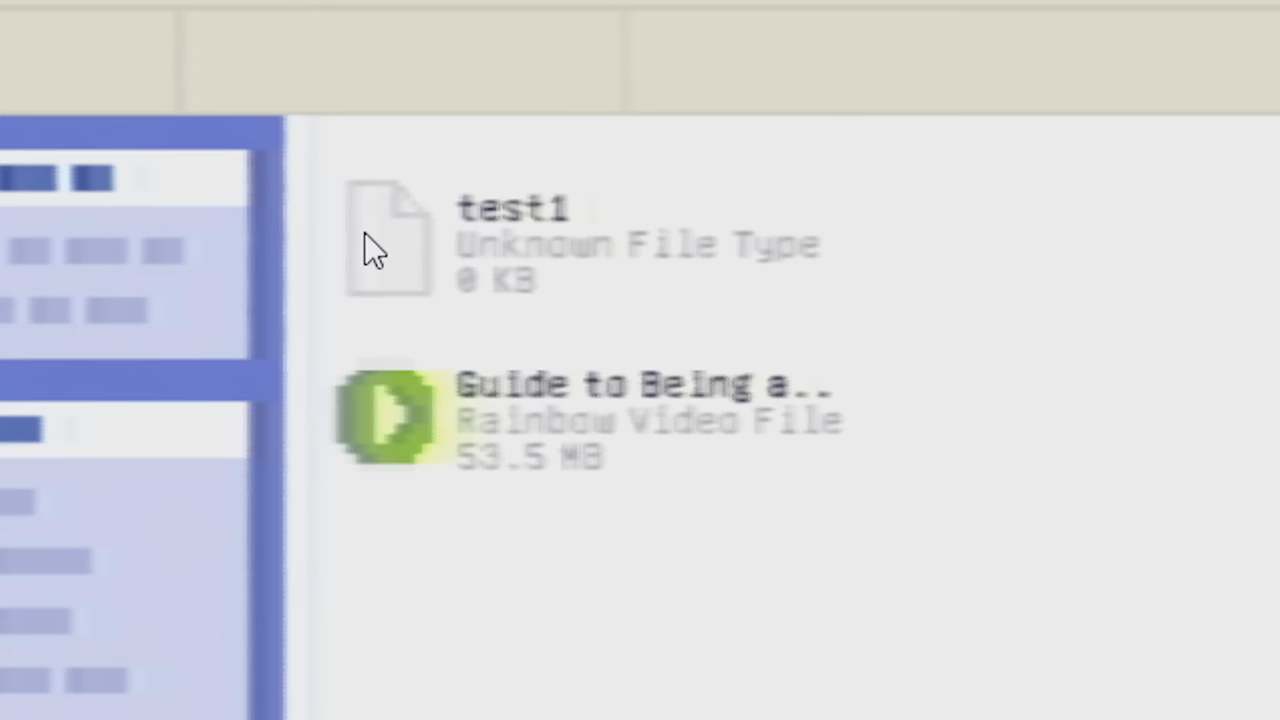 test1
Unknown File Type
0 KB
Guide to Being a..
Rainbow Video File
53.5 MB